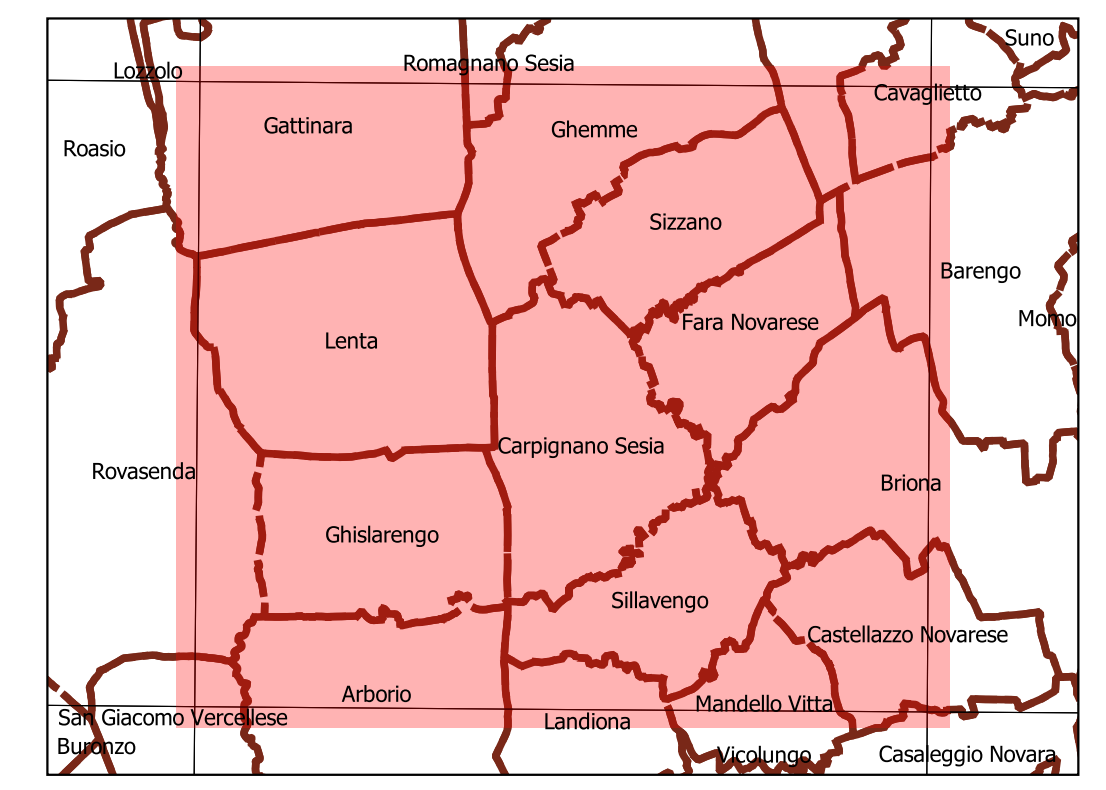 Suno
Romagnano Sesia
Lozzolo
Cavaglietto
Gattinara
Ghemme
Roasio
Sizzano
Barengo
Momo
Fara Novarese
Lenta
Carpignano Sesia
Rovasenda
Briona
Ghislarengo
Sillavengo
Castellazzo Novarese
Arborio
Mandello Vitta
San Giacomo Vercellese
Landiona
Buronzo
Vicolungo
Casaleggio Novara